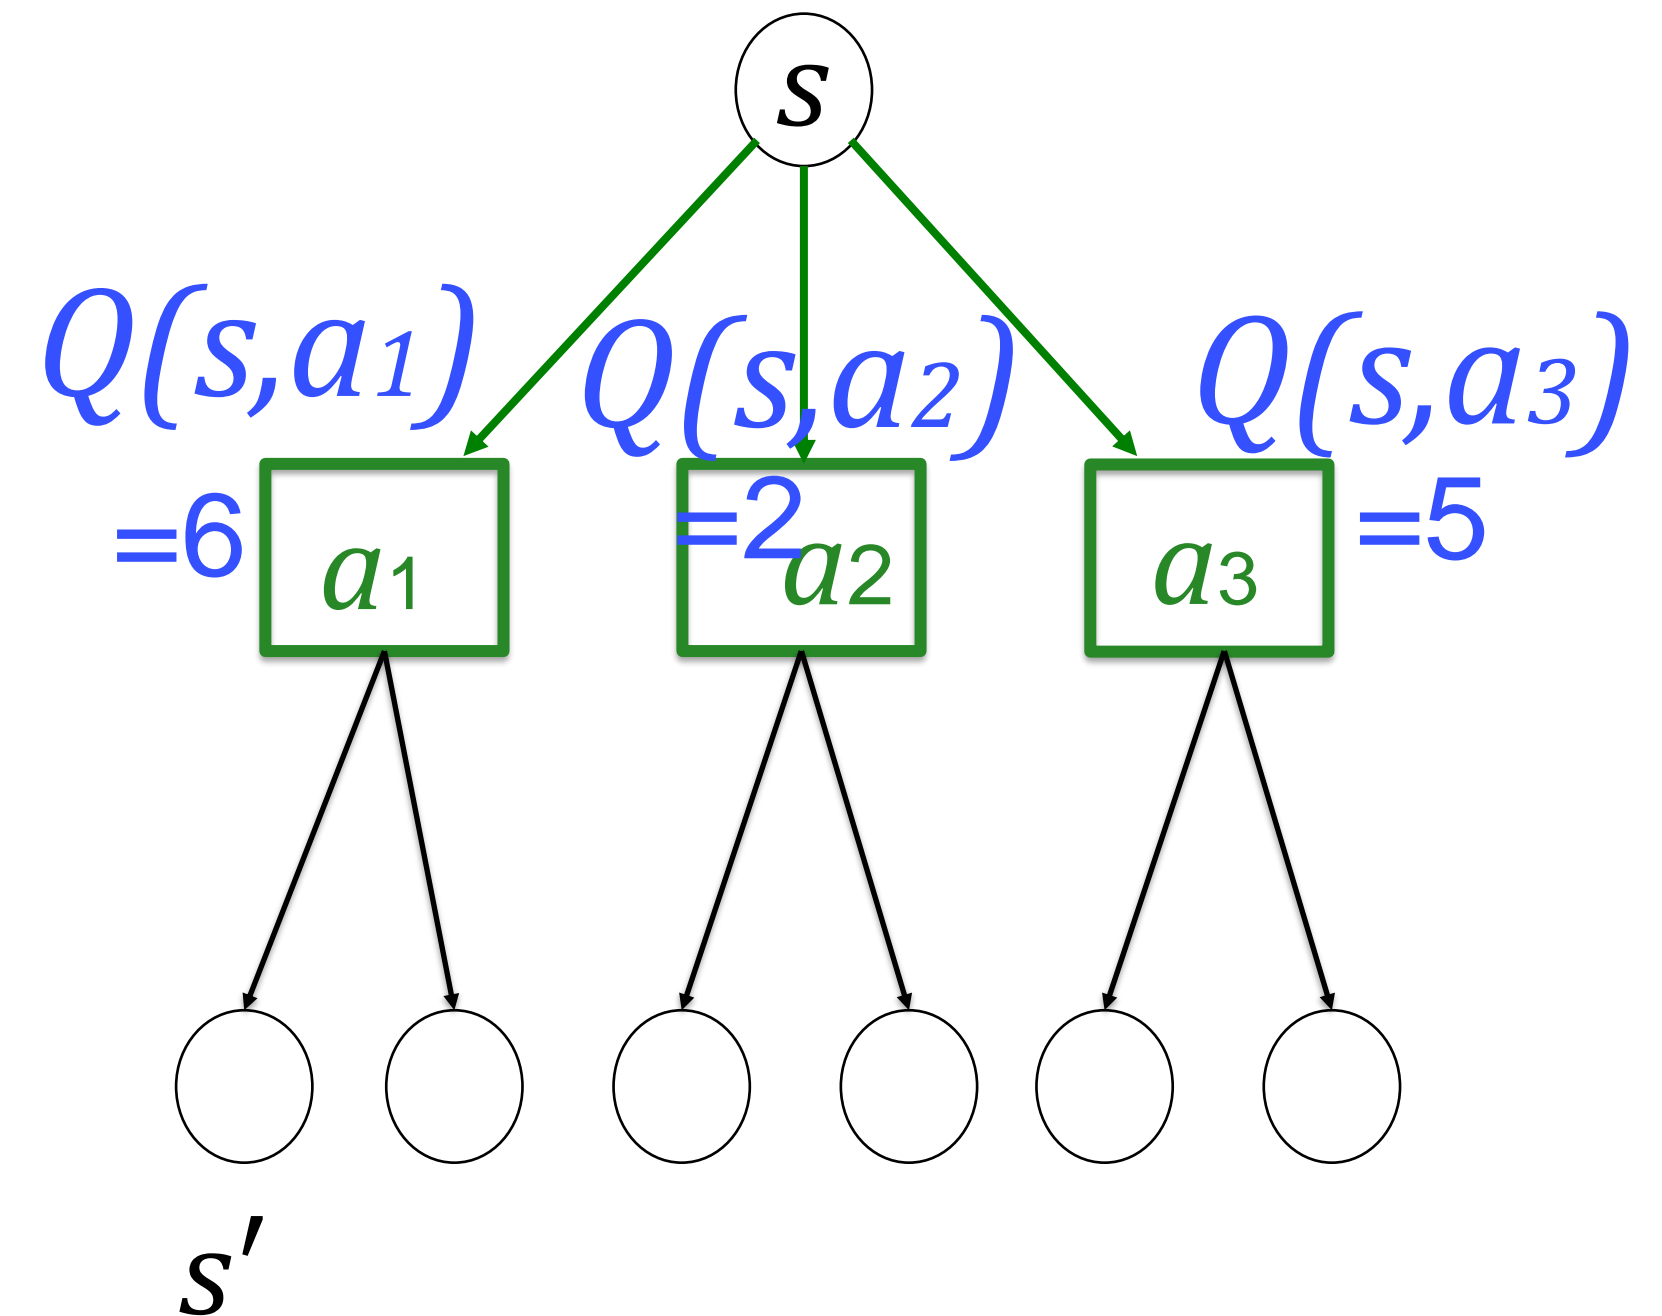 s
Q(s,a1)
=6
Q(s,a2)
=2
Q(s,a3)
=5
a1
a2
a3
s′